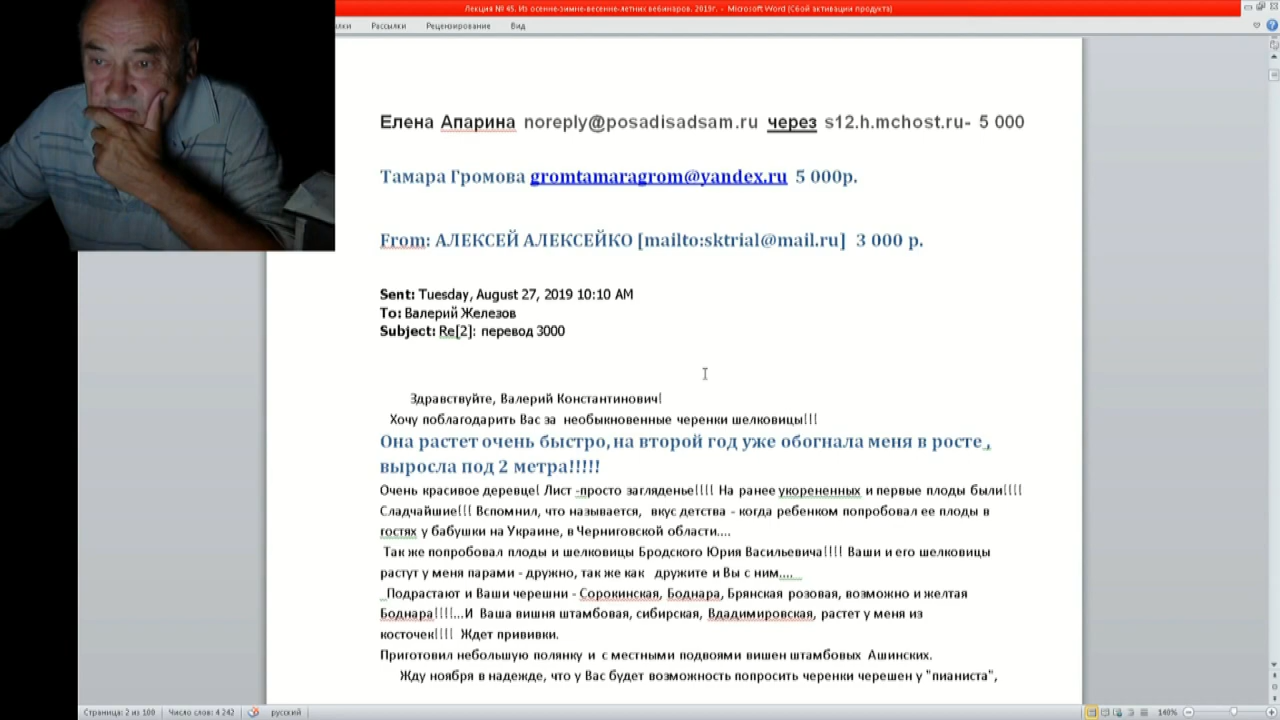 Лекция № 45. Из осенне-зимне-весенне-летних вебинаров. 2019г. - Microsoft Word (Сбой активации продукта)
лки Рассылки Рецензирование Вид
Елена Апарина noreply@posadisadsam.ru через s12.h.mchost.ru- 5 000
Тамара Громова gromtamaragrom@yandex.ru 5 000р.
From: АЛЕКСЕЙ АЛЕКСЕЙКО [mailto:sktrial@mail.ru] 3 000 р.
Sent: Tuesday, August 27, 2019 10:10 AM
To: Валерий Железов
Subject: Re[2]: перевод 3000
Здравствуйте, Валерий Константинович!
Хочу поблагодарить Вас за необыкновенные черенки шелковицы!!!
Она растет очень быстро, на второй год уже обогнала меня в росте ,
выросла под 2 метра!!!!!
Очень красивое деревце! Лист -просто загляденье!!!! На ранее укорененных и первые плоды были!!!!
Сладчайшие!!! Вспомнил, что называется, вкус детства - когда ребенком попробовал ее плоды в
гостях у бабушки на Украине, в Черниговской области....
Так же попробовал плоды и шелковицы Бродского Юрия Васильевича!!!! Ваши и его шелковицы
растут у меня парами - дружно, так же как дружите и Вы с ним....
Подрастают и Ваши черешни - Сорокинская, Боднара, Брянская розовая, возможно и желтая
Боднара!!!!...И Ваша вишня штамбовая, сибирская, Вдадимировская, растет у меня из
косточек!!!! Ждет прививки.
Приготовил небольшую полянку и с местными подвоями вишен штамбовых Ашинских.
Жду ноября в надежде, что у Вас будет возможность попросить черенки черешен у "пианиста",
Страница: 2 из 100 Число слов: 4 242 русский 140%